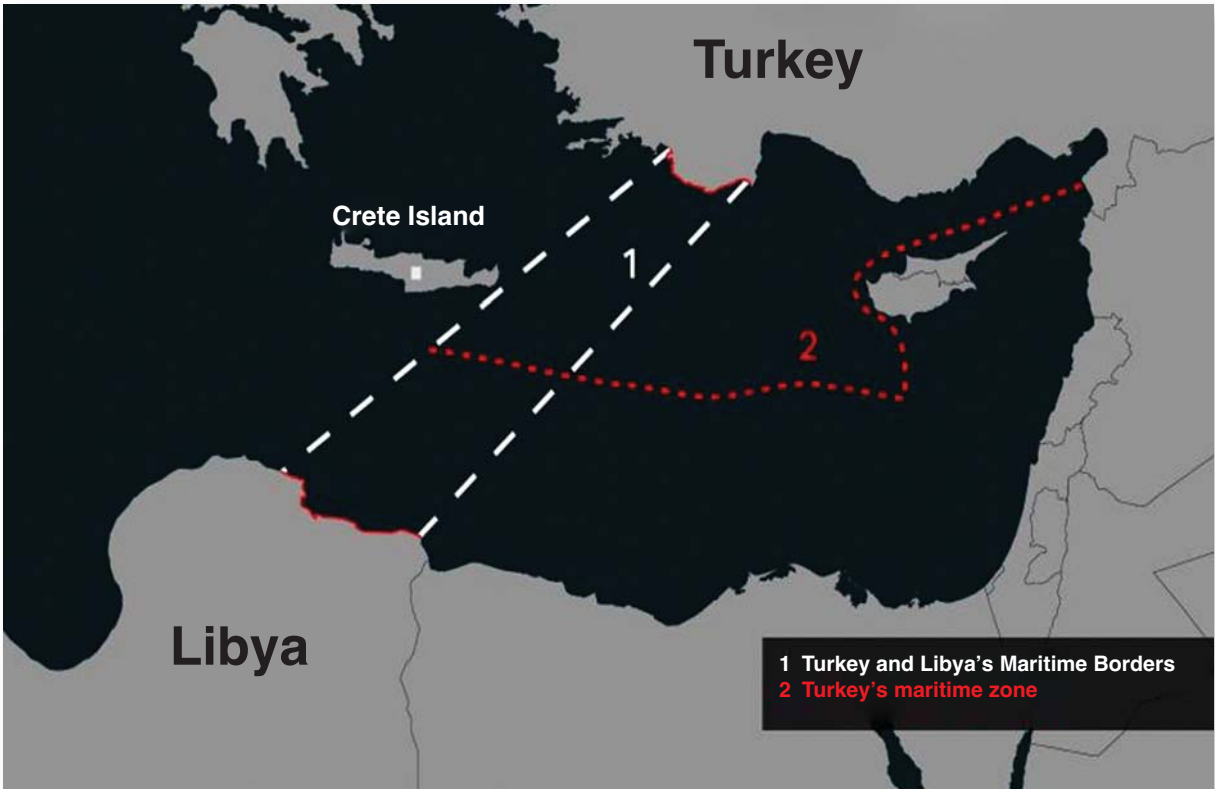 Turkey
Crete Island
1
2
Libya
1 Turkey and Libya's Maritime Borders
2 Turkey's maritime zone